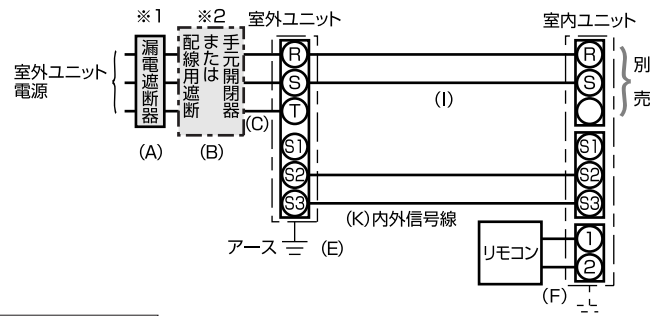 ※1
※2
室外ユニット
室内ユニット
室外ユニット
電源
漏電遮断器
手元開閉器
または
配線用遮断
R
S
T
S1
S2
S3
R
S
S1
S2
S3
1
2
別
売
(A)
(B)
(C)
(I)
(K)内外信号線
アース
(E)
リモコン
(F)